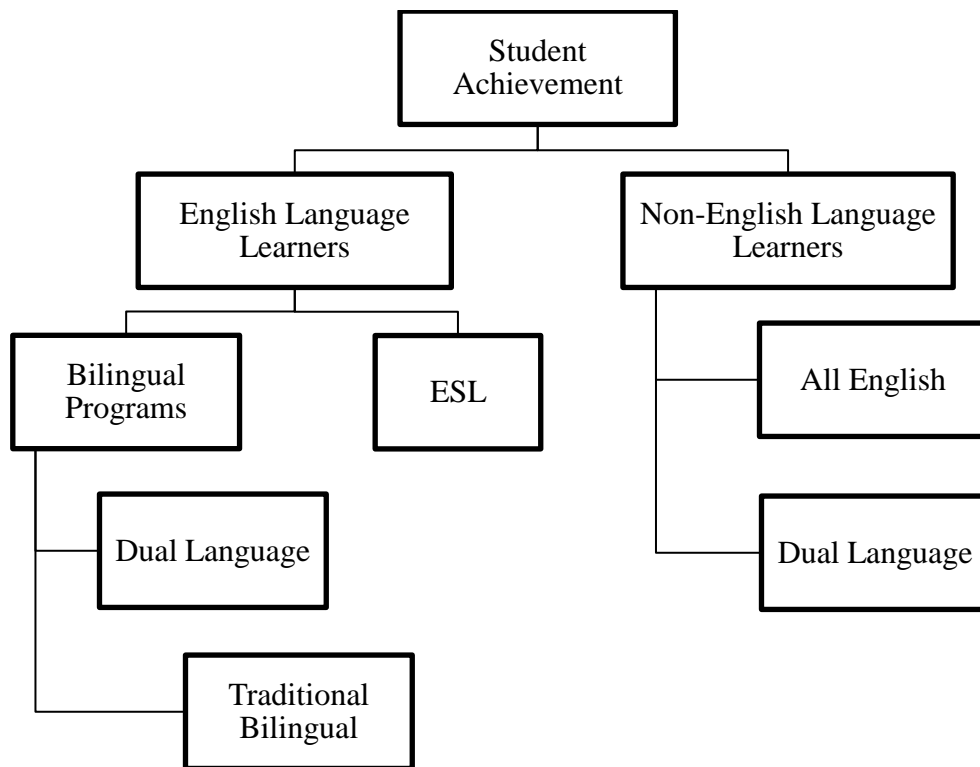 Student
Achievement
English Language
Learners
Non-English Language
Learners
Bilingual
Programs
ESL
All English
Dual Language
Dual Language
Traditional
Bilingual